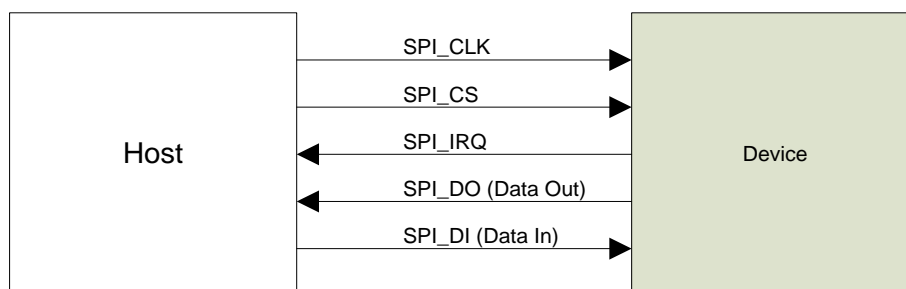 SPI_CLK
SPI_CS
Host
SPI_IRQ
Device
SPI_DO (Data Out)
SPI_DI (Data In)